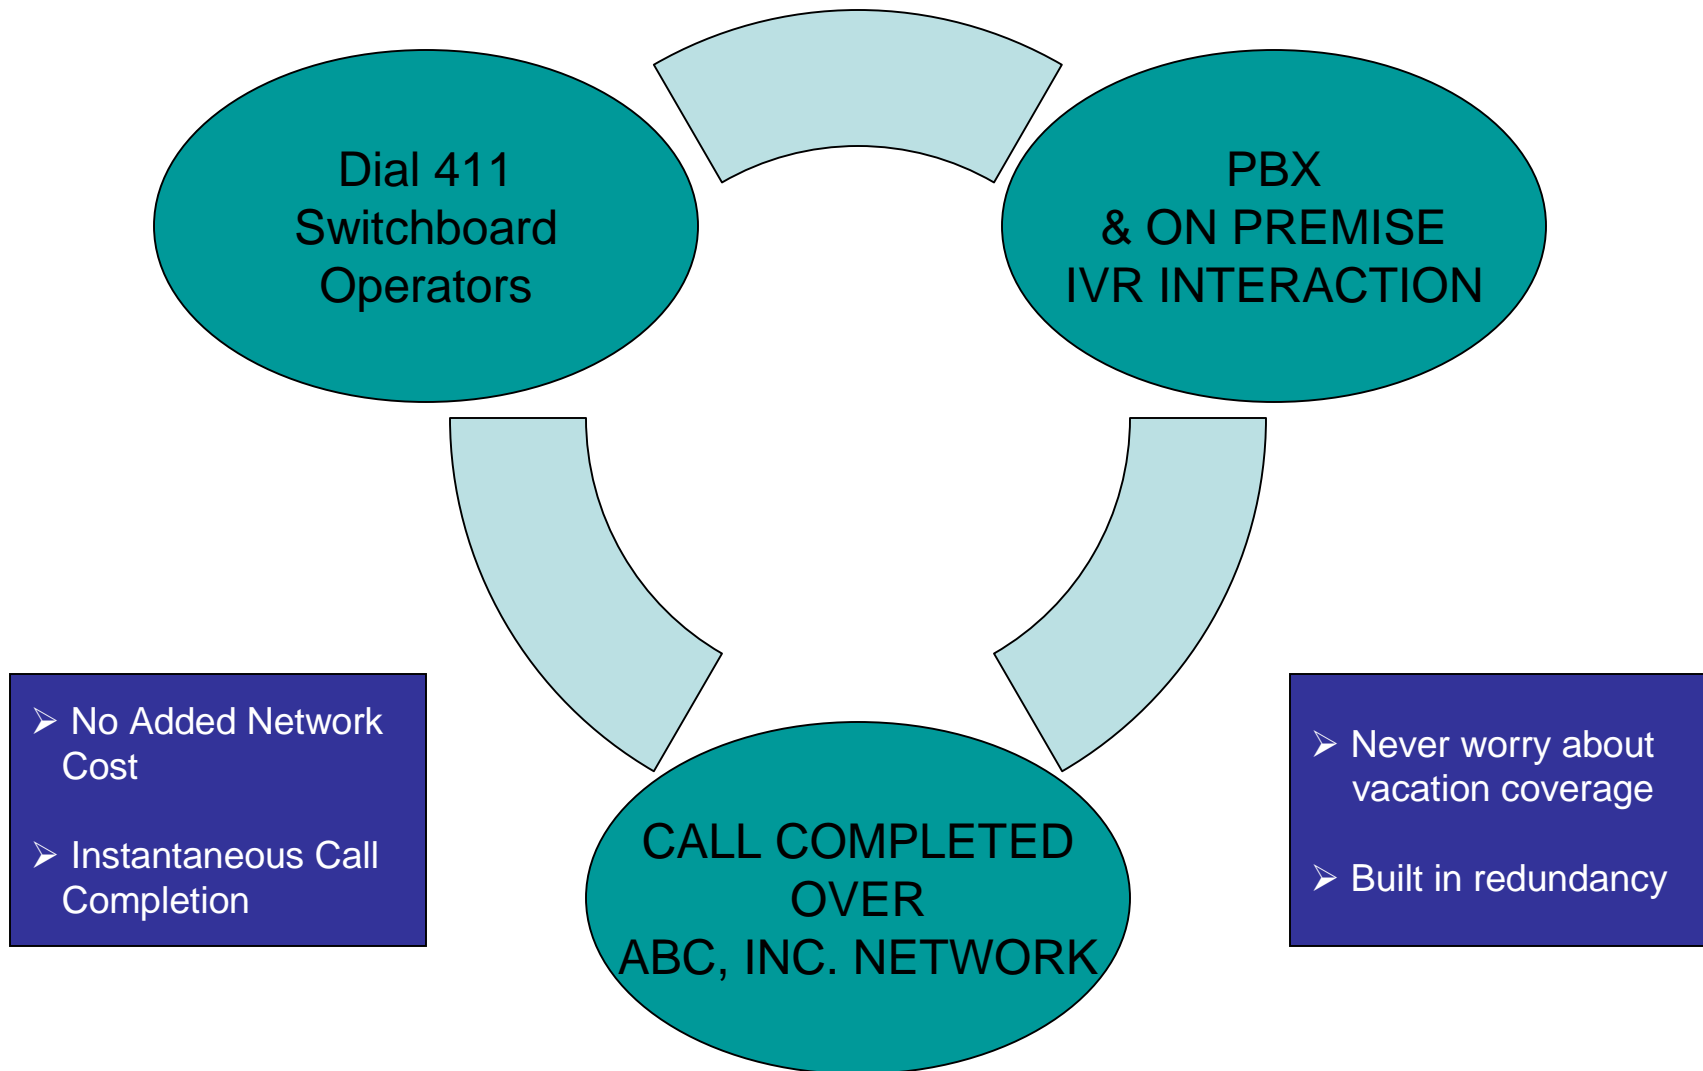 Dial 411
Switchboard
Operators
PBX
& ON PREMISE
IVR INTERACTION
➢ No Added Network
Cost
➢ Instantaneous Call
Completion
CALL COMPLETED
OVER
ABC, INC. NETWORK
➢ Never worry about
vacation coverage
➢ Built in redundancy